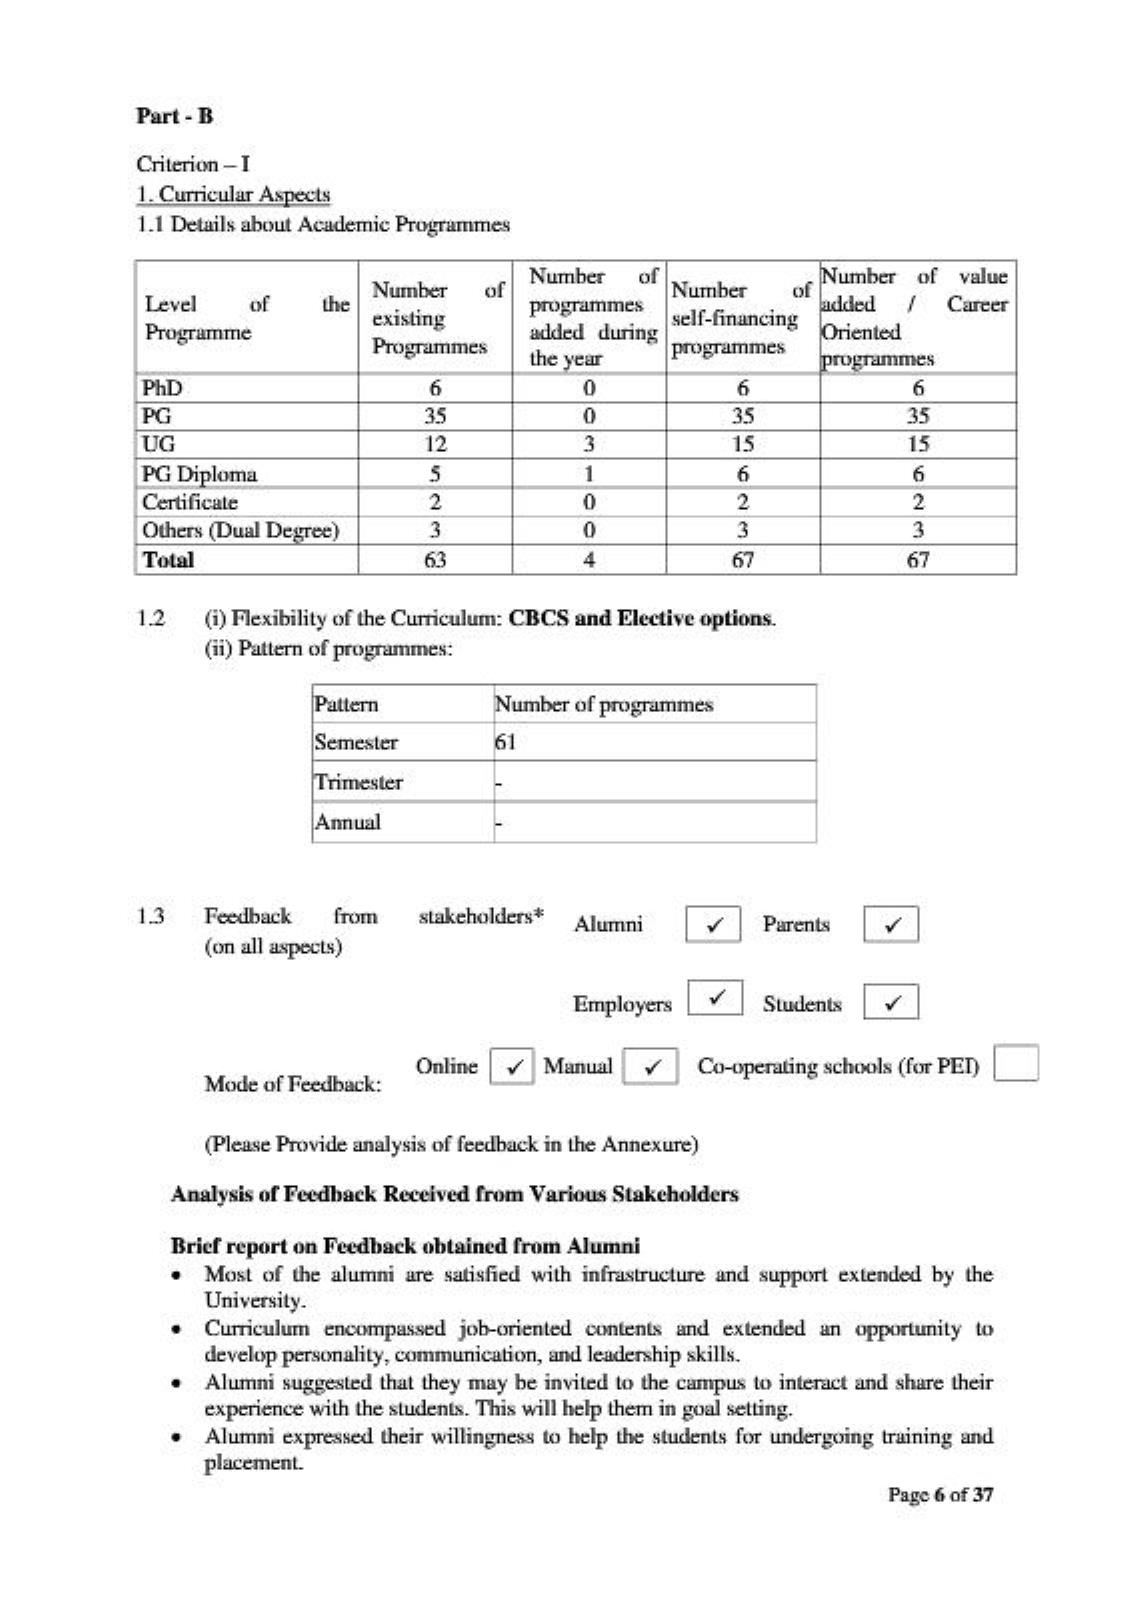 Part - B
Criterion – I
1. Curricular Aspects
1.1 Details about Academic Programmes
Level of the Programme | Number of existing Programmes | Number of programmes added during the year | Number of self-financing programmes | Number of value added / Career Oriented programmes
PhD | 6 | 0 | 6 | 6
PG | 35 | 0 | 35 | 35
UG | 12 | 3 | 15 | 15
PG Diploma | 5 | 1 | 6 | 6
Certificate | 2 | 0 | 2 | 2
Others (Dual Degree) | 3 | 0 | 3 | 3
Total | 63 | 4 | 67 | 67
1.2 (i) Flexibility of the Curriculum: CBCS and Elective options.
(ii) Pattern of programmes:
Pattern | Number of programmes
Semester | 61
Trimester | -
Annual | -
1.3 Feedback from stakeholders* Alumni ✓ Parents ✓
(on all aspects)
Employers ✓ Students ✓
Online ✓ Manual ✓ Co-operating schools (for PEI)
Mode of Feedback:
(Please Provide analysis of feedback in the Annexure)
Analysis of Feedback Received from Various Stakeholders
Brief report on Feedback obtained from Alumni
• Most of the alumni are satisfied with infrastructure and support extended by the
University.
• Curriculum encompassed job-oriented contents and extended an opportunity to
develop personality, communication, and leadership skills.
• Alumni suggested that they may be invited to the campus to interact and share their
experience with the students. This will help them in goal setting.
• Alumni expressed their willingness to help the students for undergoing training and
placement.
Page 6 of 37